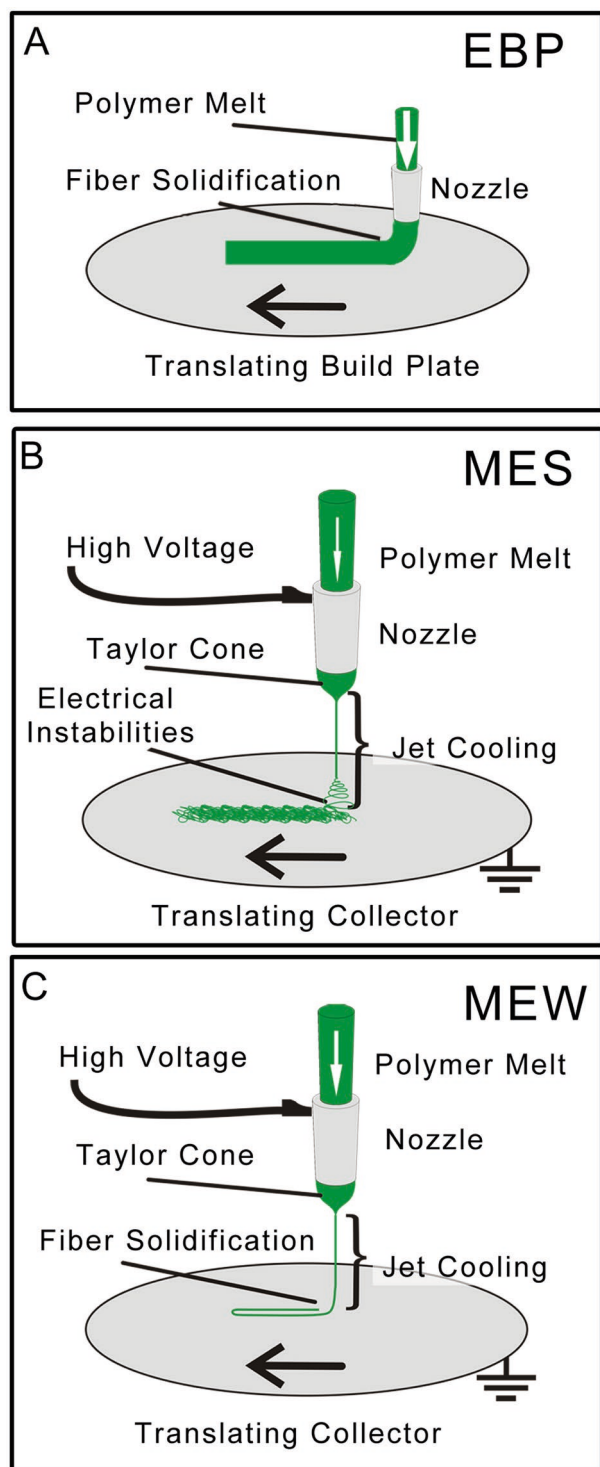 A
EBP
Polymer Melt
Fiber Solidification
Nozzle
Translating Build Plate
B
MES
High Voltage
Polymer Melt
Nozzle
Taylor Cone
Electrical
Instabilities
Jet Cooling
Translating Collector
C
MEW
High Voltage
Polymer Melt
Nozzle
Taylor Cone
Fiber Solidification
Jet Cooling
Translating Collector